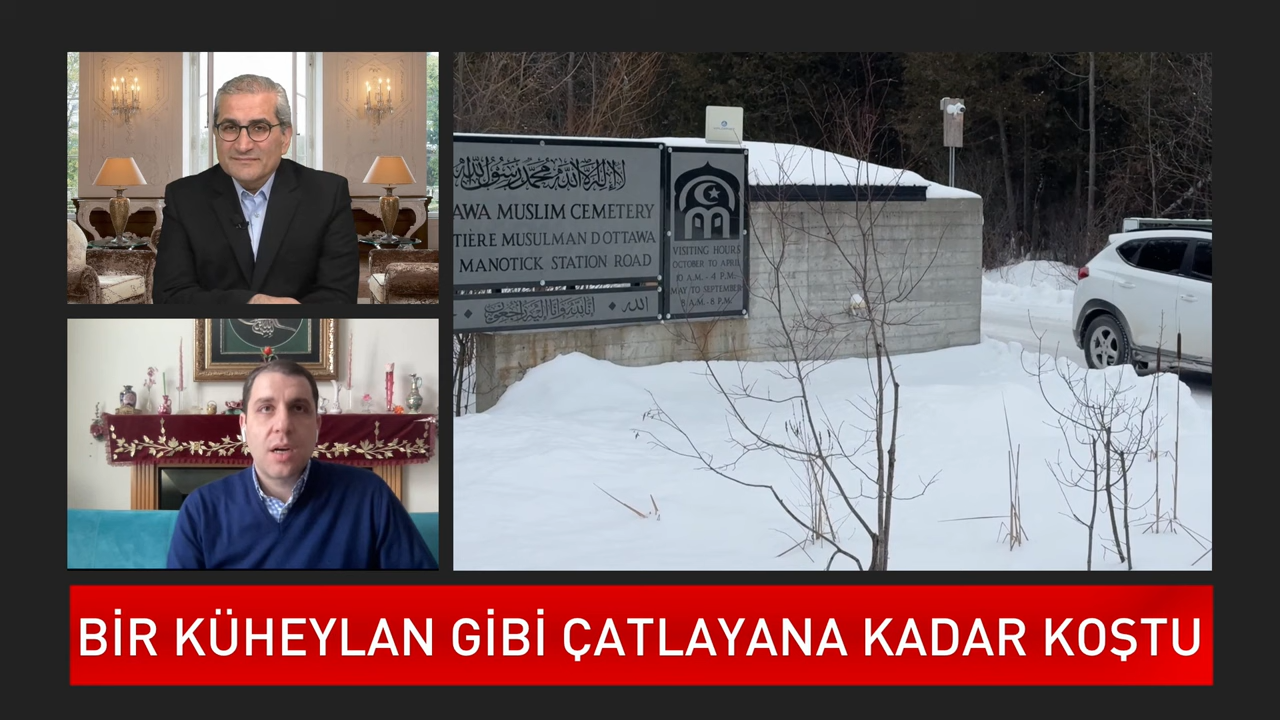 لا إله إلا الله محمد رسول الله
AWA MUSLIM CEMETERY
TIERE MUSULMAN D OTTAWA
MANOTICK STATION ROAD
إنا لله وإنا إليه راجعون
الله
VISITING HOURS
OCTOBER TO APRIL
10 A.M. - 4 P.M.
MAY TO SEPTEMBER
8 A.M. - 8 P.M.
BİR KÜHEYLAN GİBİ ÇATLAYANA KADAR KOŞTU